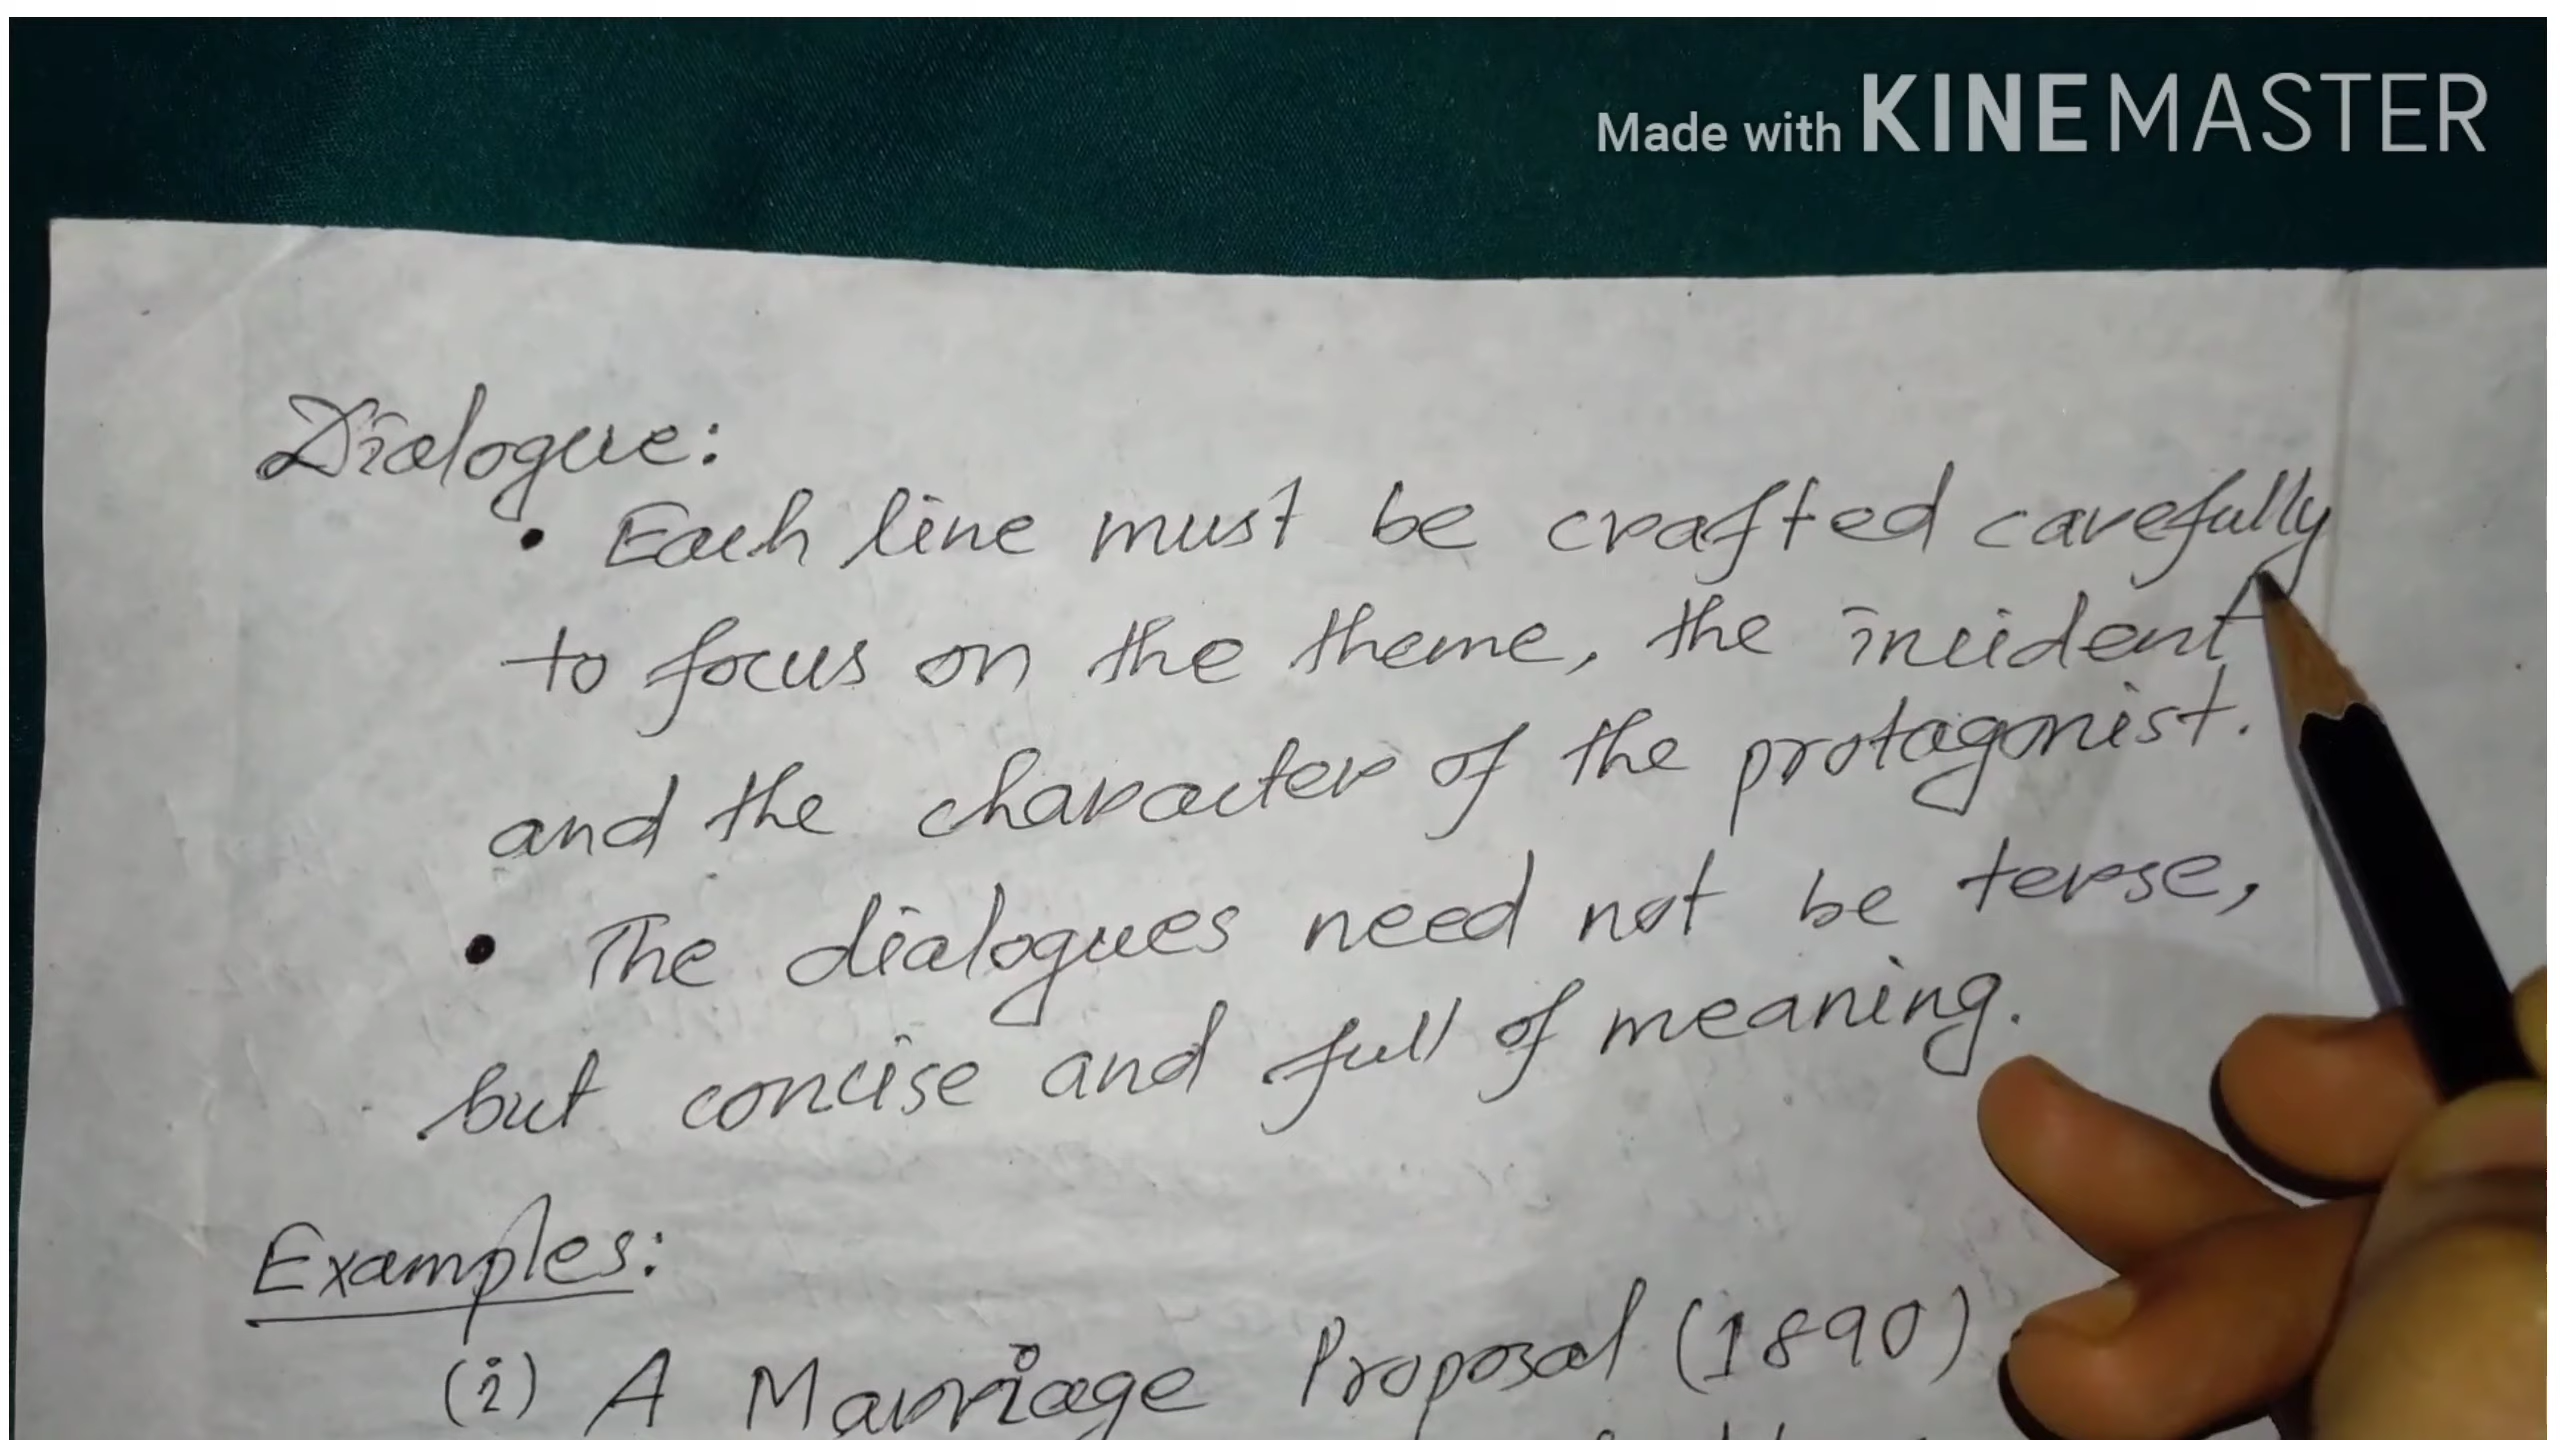 Made with KINEMASTER
Dialogue:
• Each line must be crafted carefully
to focus on the theme, the incident
and the character of the protagonist.
• The dialogues need not be terse,
but concise and full of meaning.
Examples:
(i) A Marriage Proposal (1890)